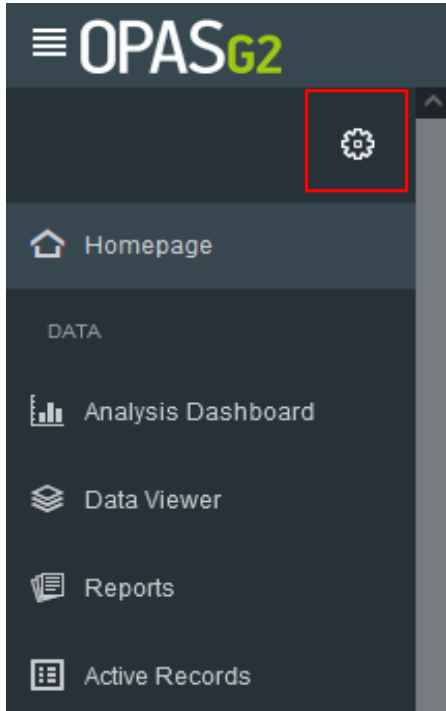 OPASG2
Homepage
DATA
Analysis Dashboard
Data Viewer
Reports
Active Records